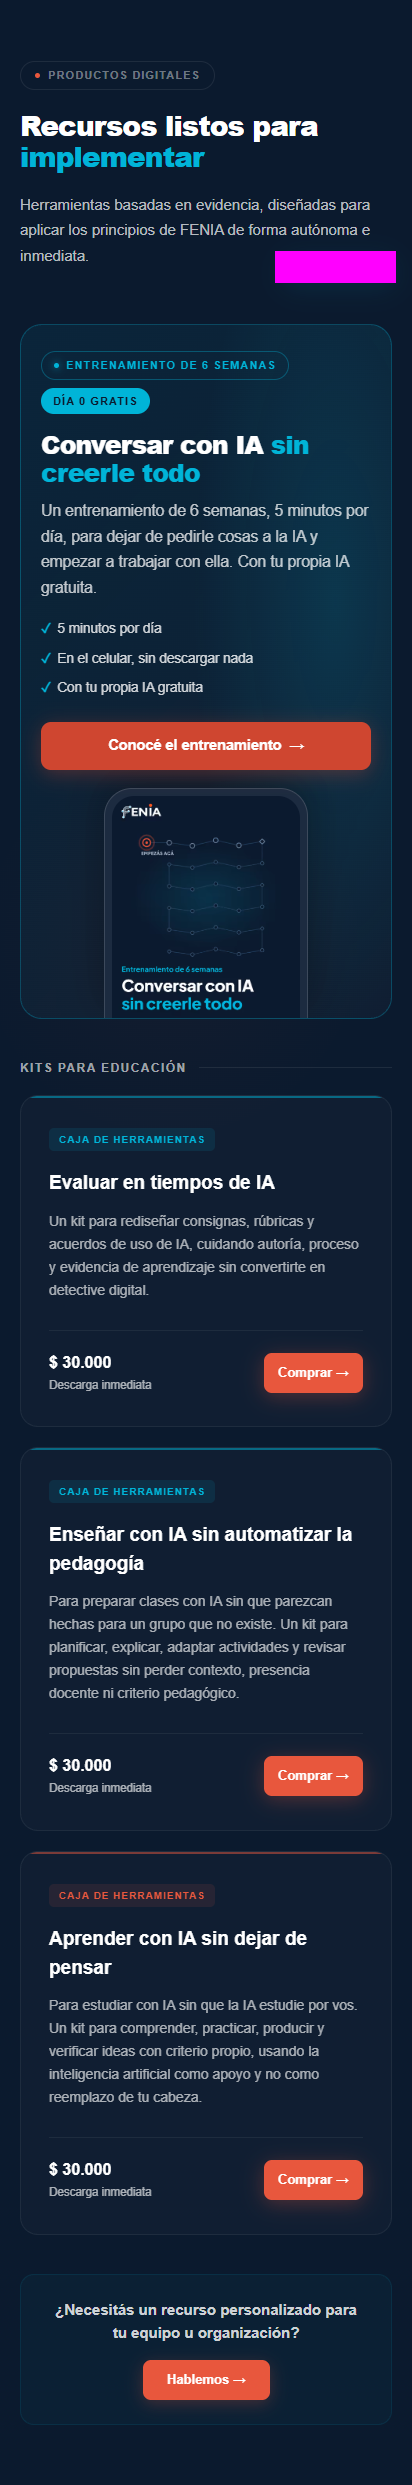 PRODUCTOS DIGITALES
Recursos listos para
implementar
Herramientas basadas en evidencia, diseñadas para
aplicar los principios de FENIA de forma autónoma e
inmediata.
ENTRENAMIENTO DE 6 SEMANAS
DÍA 0 GRATIS
Conversar con IA sin
creerle todo
Un entrenamiento de 6 semanas, 5 minutos por
día, para dejar de pedirle cosas a la IA y
empezar a trabajar con ella. Con tu propia IA
gratuita.
✓ 5 minutos por día
✓ En el celular, sin descargar nada
✓ Con tu propia IA gratuita
Conocé el entrenamiento →
FENIA
EMPEZÁS ACÁ
Entrenamiento de 6 semanas
Conversar con IA
sin creerle todo
KITS PARA EDUCACIÓN
CAJA DE HERRAMIENTAS
Evaluar en tiempos de IA
Un kit para rediseñar consignas, rúbricas y
acuerdos de uso de IA, cuidando autoría, proceso
y evidencia de aprendizaje sin convertirte en
detective digital.
$ 30.000
Descarga inmediata
Comprar →
CAJA DE HERRAMIENTAS
Enseñar con IA sin automatizar la
pedagogía
Para preparar clases con IA sin que parezcan
hechas para un grupo que no existe. Un kit para
planificar, explicar, adaptar actividades y revisar
propuestas sin perder contexto, presencia
docente ni criterio pedagógico.
$ 30.000
Descarga inmediata
Comprar →
CAJA DE HERRAMIENTAS
Aprender con IA sin dejar de
pensar
Para estudiar con IA sin que la IA estudie por vos.
Un kit para comprender, practicar, producir y
verificar ideas con criterio propio, usando la
inteligencia artificial como apoyo y no como
reemplazo de tu cabeza.
$ 30.000
Descarga inmediata
Comprar →
¿Necesitás un recurso personalizado para
tu equipo u organización?
Hablemos →